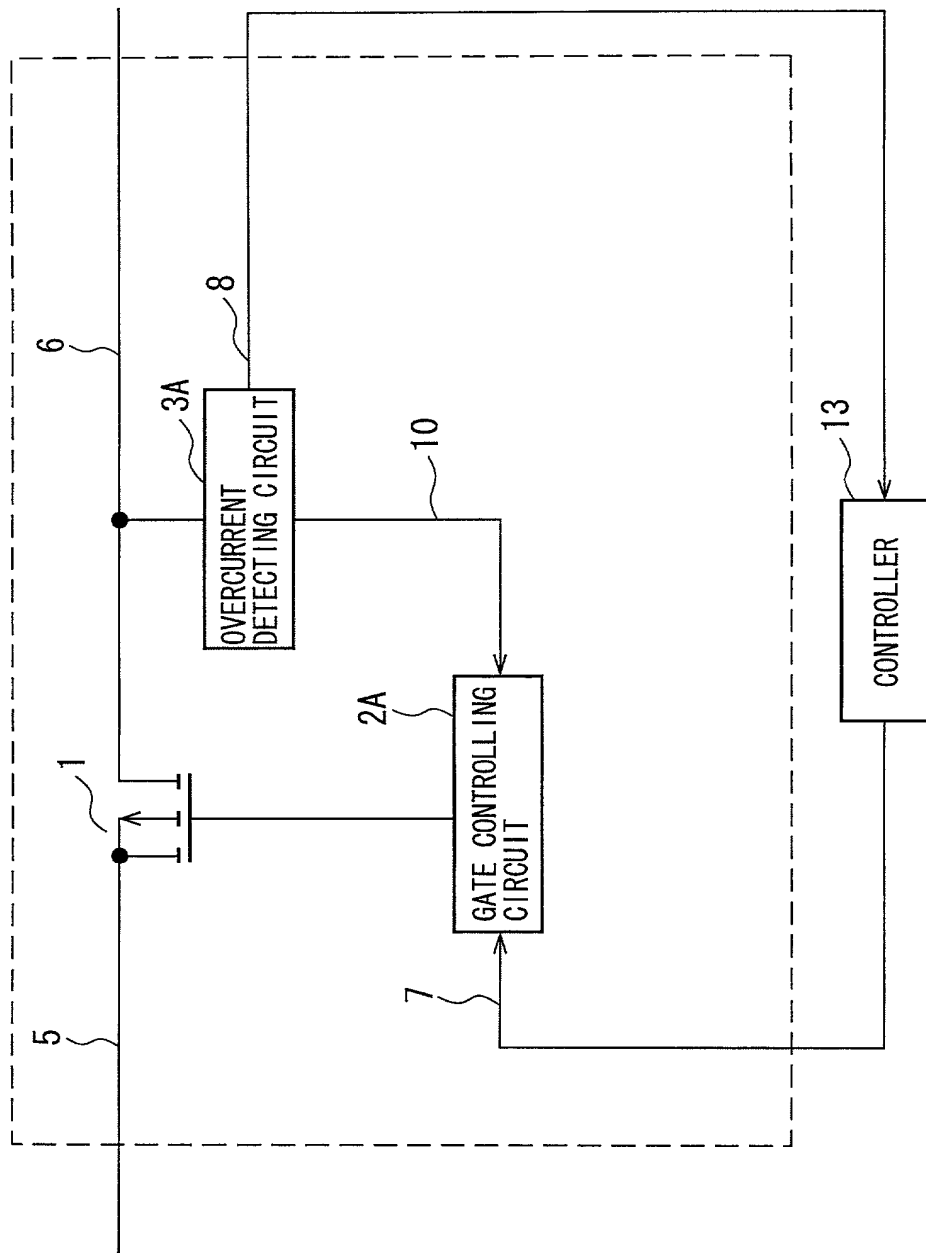 5
1
6
3A
OVERCURRENT
DETECTING CIRCUIT
8
2A
10
GATE CONTROLLING
CIRCUIT
7
13
CONTROLLER